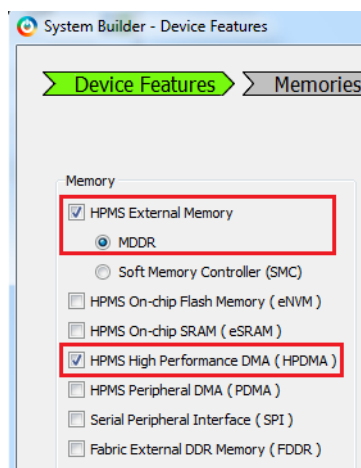 System Builder - Device Features
Device Features Memories
Memory
HPMS External Memory
MDDR
Soft Memory Controller (SMC)
HPMS On-chip Flash Memory ( eNVM )
HPMS On-chip SRAM ( eSRAM )
HPMS High Performance DMA ( HPDMA )
HPMS Peripheral DMA ( PDMA )
Serial Peripheral Interface ( SPI )
Fabric External DDR Memory ( FDDR )